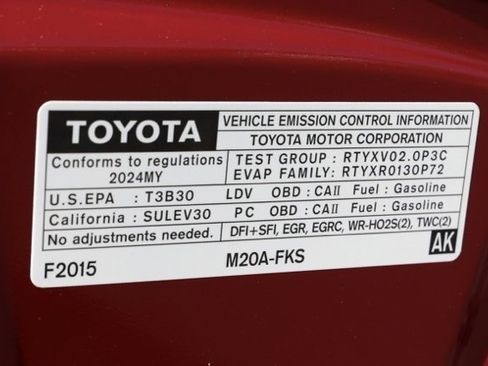 TOYOTA
VEHICLE EMISSION CONTROL INFORMATION
TOYOTA MOTOR CORPORATION
Conforms to regulations
2024MY
TEST GROUP : RTYXV02.0P3C
EVAP FAMILY: RTYXR0130P72
U.S.EPA : T3B30 LDV OBD : CAII Fuel : Gasoline
California : SULEV30 PC OBD : CAII Fuel : Gasoline
No adjustments needed. DFI+SFI, EGR, EGRC, WR-HO2S(2), TWC(2)
F2015 M20A-FKS AK